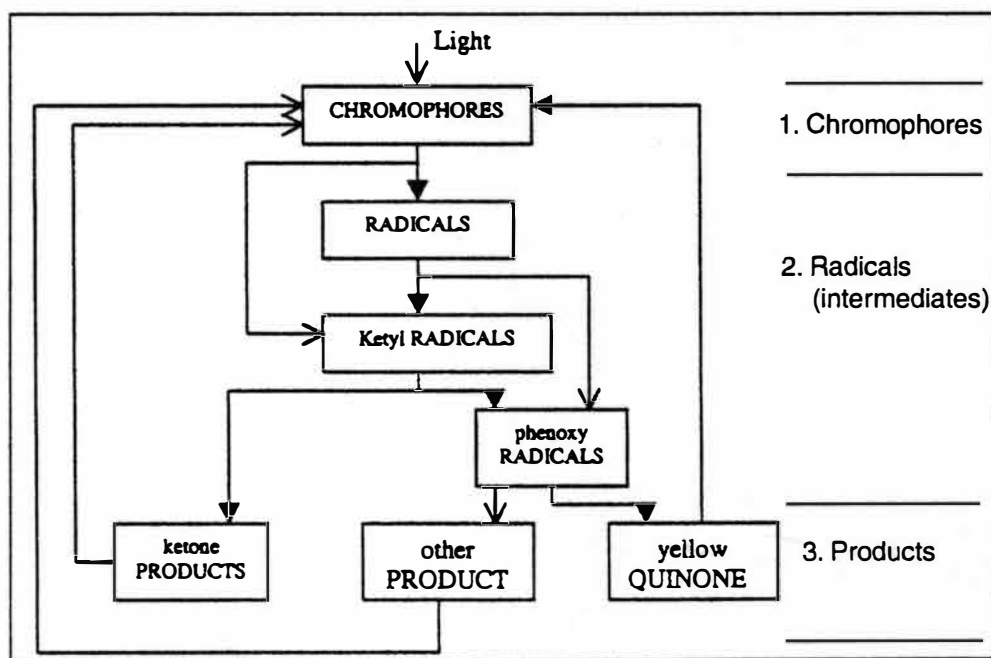 Light
CHROMOPHORES
1. Chromophores
RADICALS
2. Radicals
(intermediates)
Ketyl RADICALS
phenoxy
RADICALS
ketone
PRODUCTS
other
PRODUCT
yellow
QUINONE
3. Products